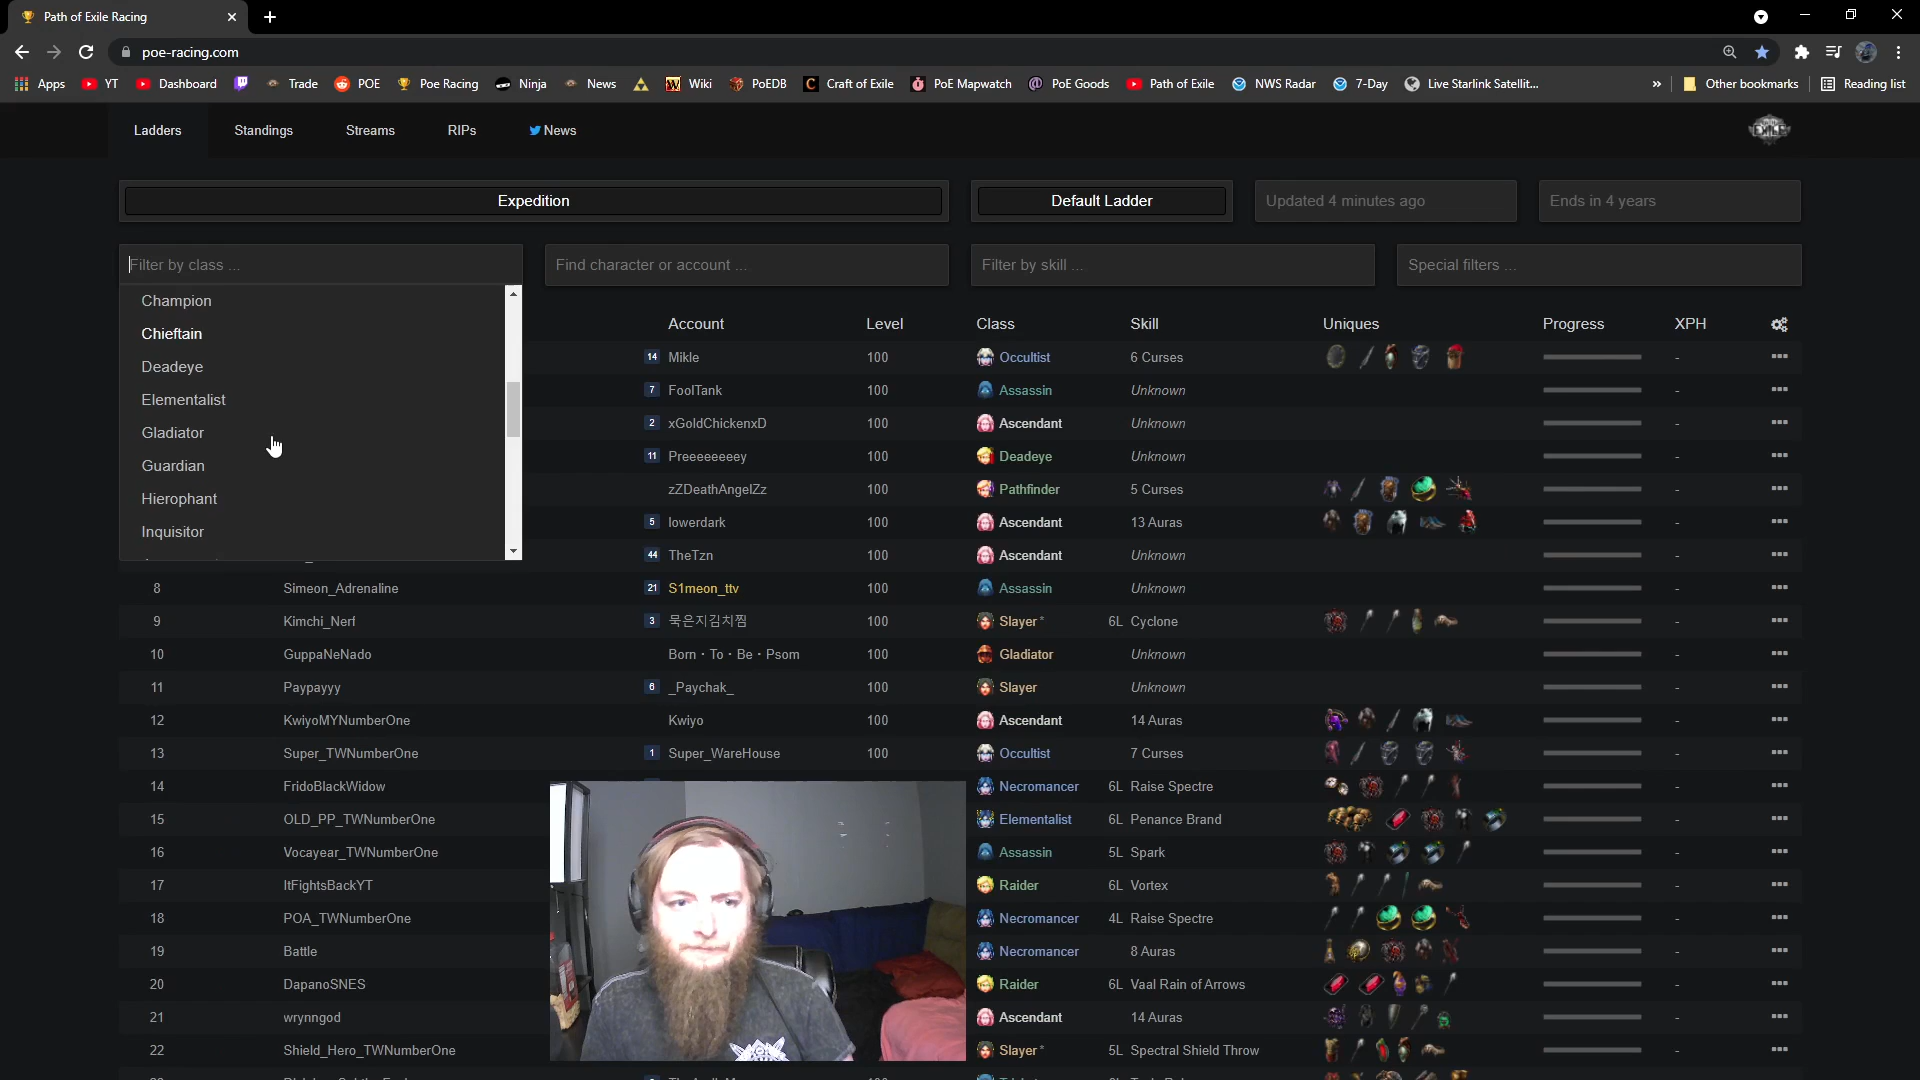 Path of Exile Racing
poe-racing.com
Apps YT Dashboard Trade POE Poe Racing Ninja News Wiki PoEDB Craft of Exile PoE Mapwatch PoE Goods Path of Exile NWS Radar 7-Day Live Starlink Satellit... » Other bookmarks Reading list
Ladders Standings Streams RIPs News
EXILE
Expedition Default Ladder Updated 4 minutes ago Ends in 4 years
Filter by class ... Find character or account ... Filter by skill ... Special filters ...
Champion
Chieftain
Deadeye
Elementalist
Gladiator
Guardian
Hierophant
Inquisitor
Account Level Class Skill Uniques Progress XPH
14 Mikle 100 Occultist 6 Curses -
7 FoolTank 100 Assassin Unknown -
2 xGoldChickenxD 100 Ascendant Unknown -
11 Preeeeeeeey 100 Deadeye Unknown -
zZDeathAngelZz 100 Pathfinder 5 Curses -
5 lowerdark 100 Ascendant 13 Auras -
44 TheTzn 100 Ascendant Unknown -
8 Simeon_Adrenaline 21 S1meon_ttv 100 Assassin Unknown -
9 Kimchi_Nerf 3 묵은지김치찜 100 Slayer* 6L Cyclone -
10 GuppaNeNado Born・To・Be・Psom 100 Gladiator Unknown -
11 Paypayyy 6 _Paychak_ 100 Slayer Unknown -
12 KwiyoMYNumberOne Kwiyo 100 Ascendant 14 Auras -
13 Super_TWNumberOne 1 Super_WareHouse 100 Occultist 7 Curses -
14 FridoBlackWidow Necromancer 6L Raise Spectre -
15 OLD_PP_TWNumberOne Elementalist 6L Penance Brand -
16 Vocayear_TWNumberOne Assassin 5L Spark -
17 ItFightsBackYT Raider 6L Vortex -
18 POA_TWNumberOne Necromancer 4L Raise Spectre -
19 Battle Necromancer 8 Auras -
20 DapanoSNES Raider 6L Vaal Rain of Arrows -
21 wrynngod Ascendant 14 Auras -
22 Shield_Hero_TWNumberOne Slayer* 5L Spectral Shield Throw -